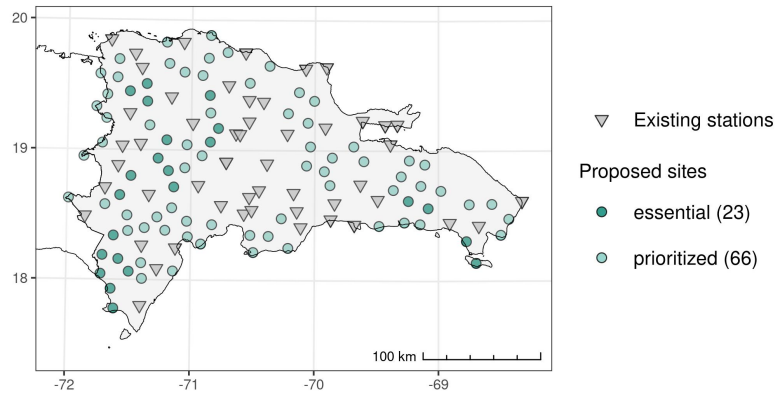 20
19
18
-72
-71
-70
-69
100 km
Existing stations
Proposed sites
essential (23)
prioritized (66)